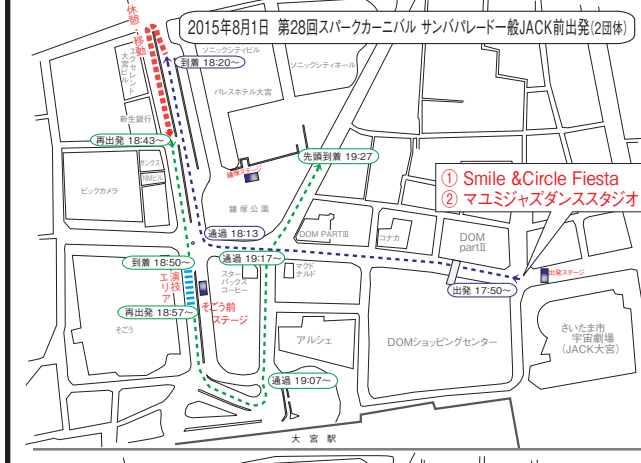 2015年8月1日 第28回スパークカーニバル サンバパレード一般JACK前出発(2団体)
休憩・移動
エクセレント
大宮ビル
到着 18:20～
ソニックシティビル
ソニックシティホール
パレスホテル大宮
新生銀行
再出発 18:43～
サンクス
NMビル
ビックカメラ
鐘塚ステージ
先頭到着 19:27
① Smile &Circle Fiesta
② マユミジャズダンススタジオ
鐘塚公園
通過 18:13
DOM PARTⅢ
コナカ
DOM
partⅡ
到着 18:50～
通過 19:17～
スター
バックス
コーヒー
マクド
ナルド
出発ステージ
出発 17:50～
演技
エリア
再出発 18:57～
そごう前
ステージ
そごう
アルシェ
DOMショッピングセンター
さいたま市
宇宙劇場
(JACK大宮)
通過 19:07～
大宮駅